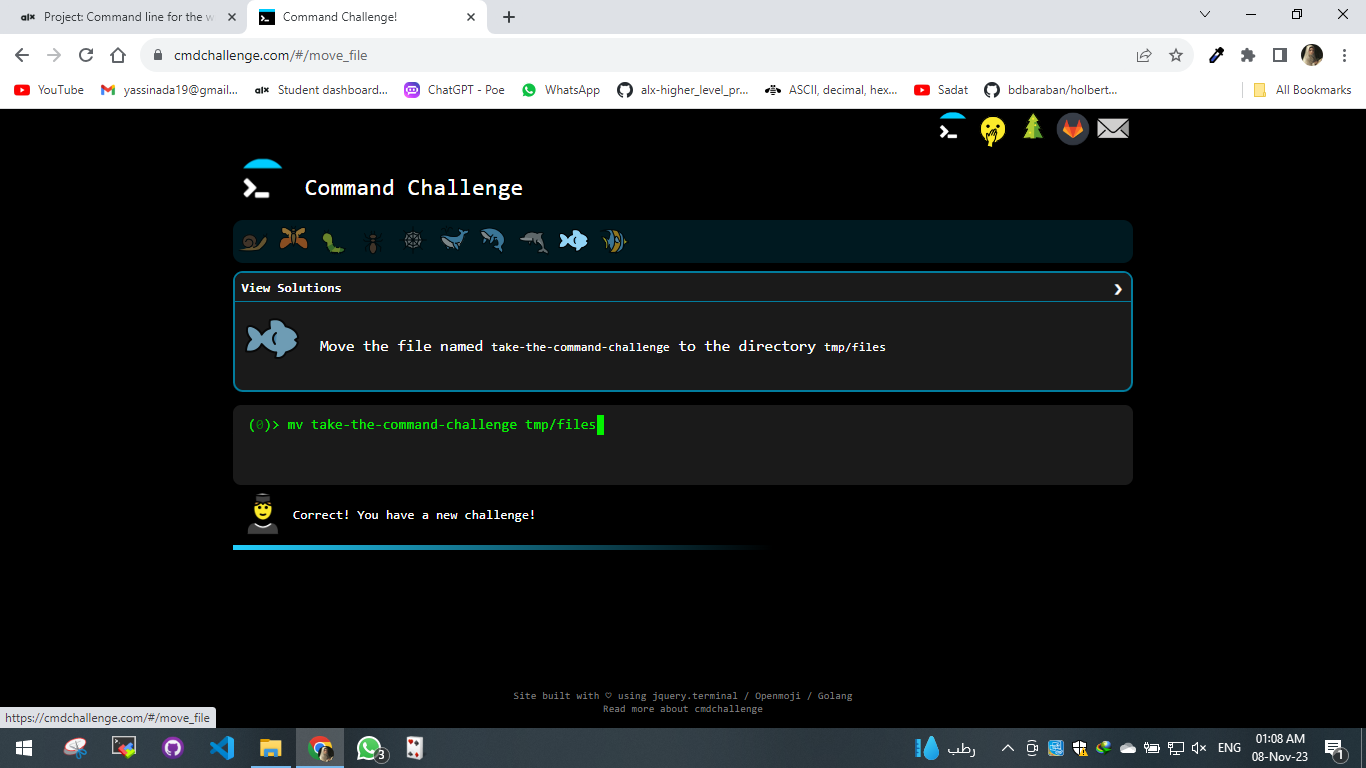 alx Project: Command line for the w
Command Challenge!
cmdchallenge.com/#/move_file
YouTube
yassinada19@gmail...
alx Student dashboard...
ChatGPT - Poe
WhatsApp
alx-higher_level_pr...
ASCII, decimal, hex...
Sadat
bdbaraban/holbert...
All Bookmarks
Command Challenge
View Solutions
Move the file named take-the-command-challenge to the directory tmp/files
(0)> mv take-the-command-challenge tmp/files
Correct! You have a new challenge!
Site built with ♡ using jquery.terminal / Openmoji / Golang
Read more about cmdchallenge
https://cmdchallenge.com/#/move_file
3
رطب
ENG
01:08 AM
08-Nov-23
1